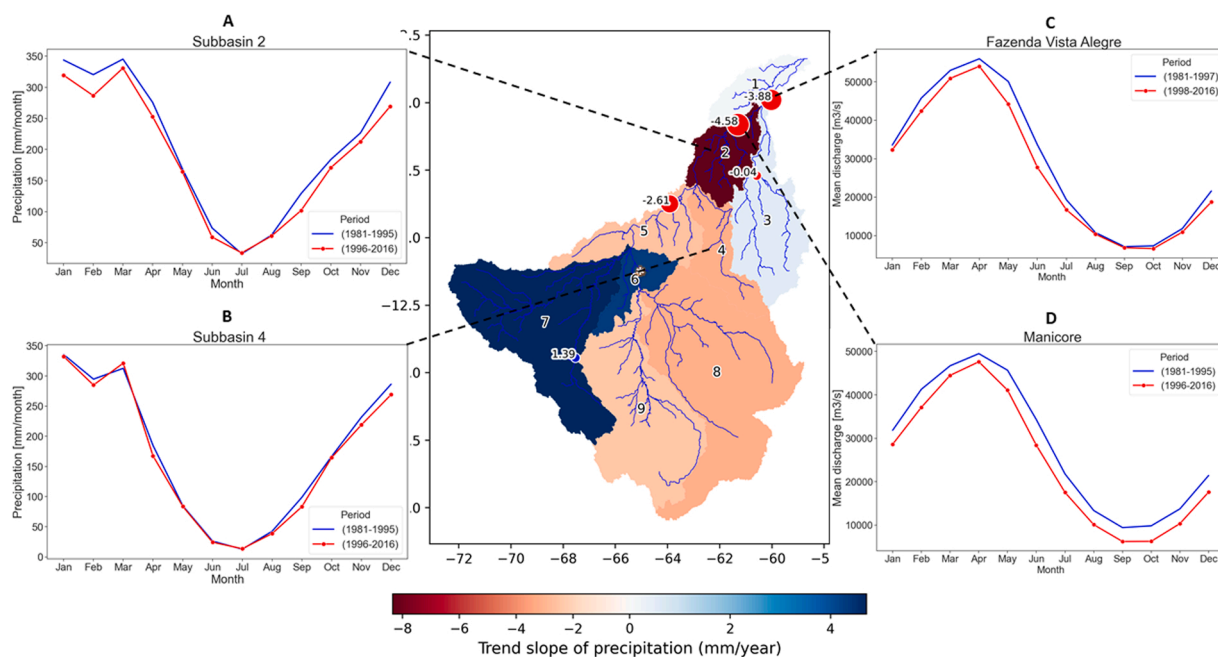 A
Subbasin 2
Precipitation [mm/month]
350
300
250
200
150
100
50
Period
(1981-1995)
(1996-2016)
Jan Feb Mar Apr May Jun Jul Aug Sep Oct Nov Dec
Month
B
Subbasin 4
Precipitation [mm/month]
350
300
250
200
150
100
50
0
Period
(1981-1995)
(1996-2016)
Jan Feb Mar Apr May Jun Jul Aug Sep Oct Nov Dec
Month
.5
.0
.5
.0
−12.5
.0
.5
.0
1
-3.88
-4.58
2
-0.04
-2.61
3
5
4
6
7
1.39
8
9
−72 −70 −68 −66 −64 −62 −60 −5
C
Fazenda Vista Alegre
Mean discharge [m3/s]
50000
40000
30000
20000
10000
Period
(1981-1997)
(1998-2016)
Jan Feb Mar Apr May Jun Jul Aug Sep Oct Nov Dec
Month
D
Manicore
Mean discharge [m3/s]
50000
40000
30000
20000
10000
Period
(1981-1995)
(1996-2016)
Jan Feb Mar Apr May Jun Jul Aug Sep Oct Nov Dec
Month
−8 −6 −4 −2 0 2 4
Trend slope of precipitation (mm/year)